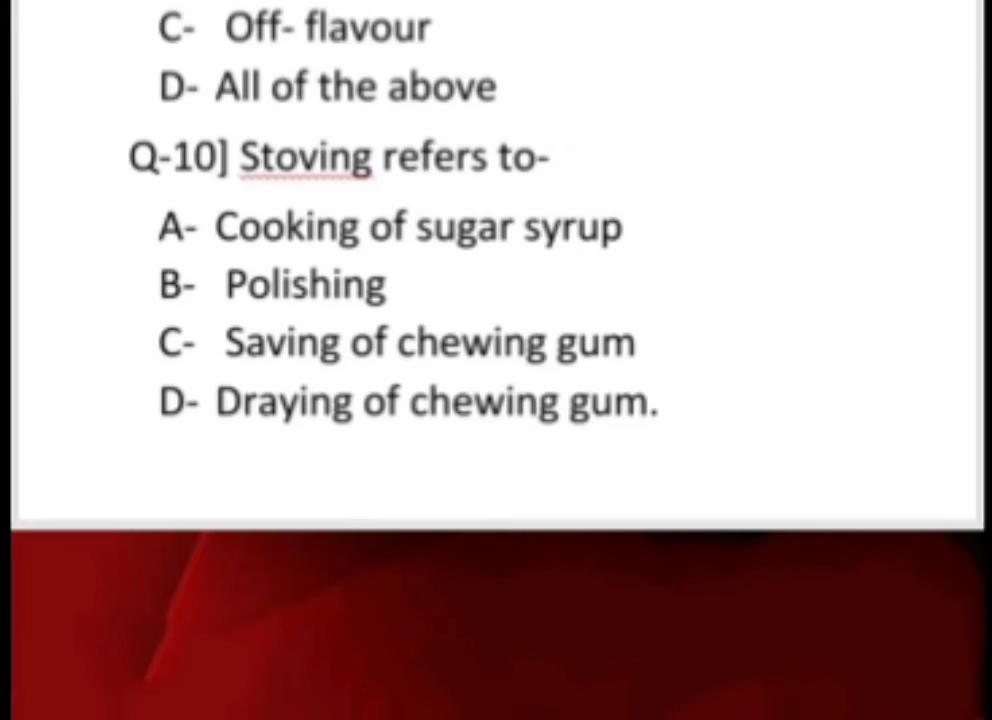 C- Off- flavour
D- All of the above
Q-10] Stoving refers to-
A- Cooking of sugar syrup
B- Polishing
C- Saving of chewing gum
D- Draying of chewing gum.